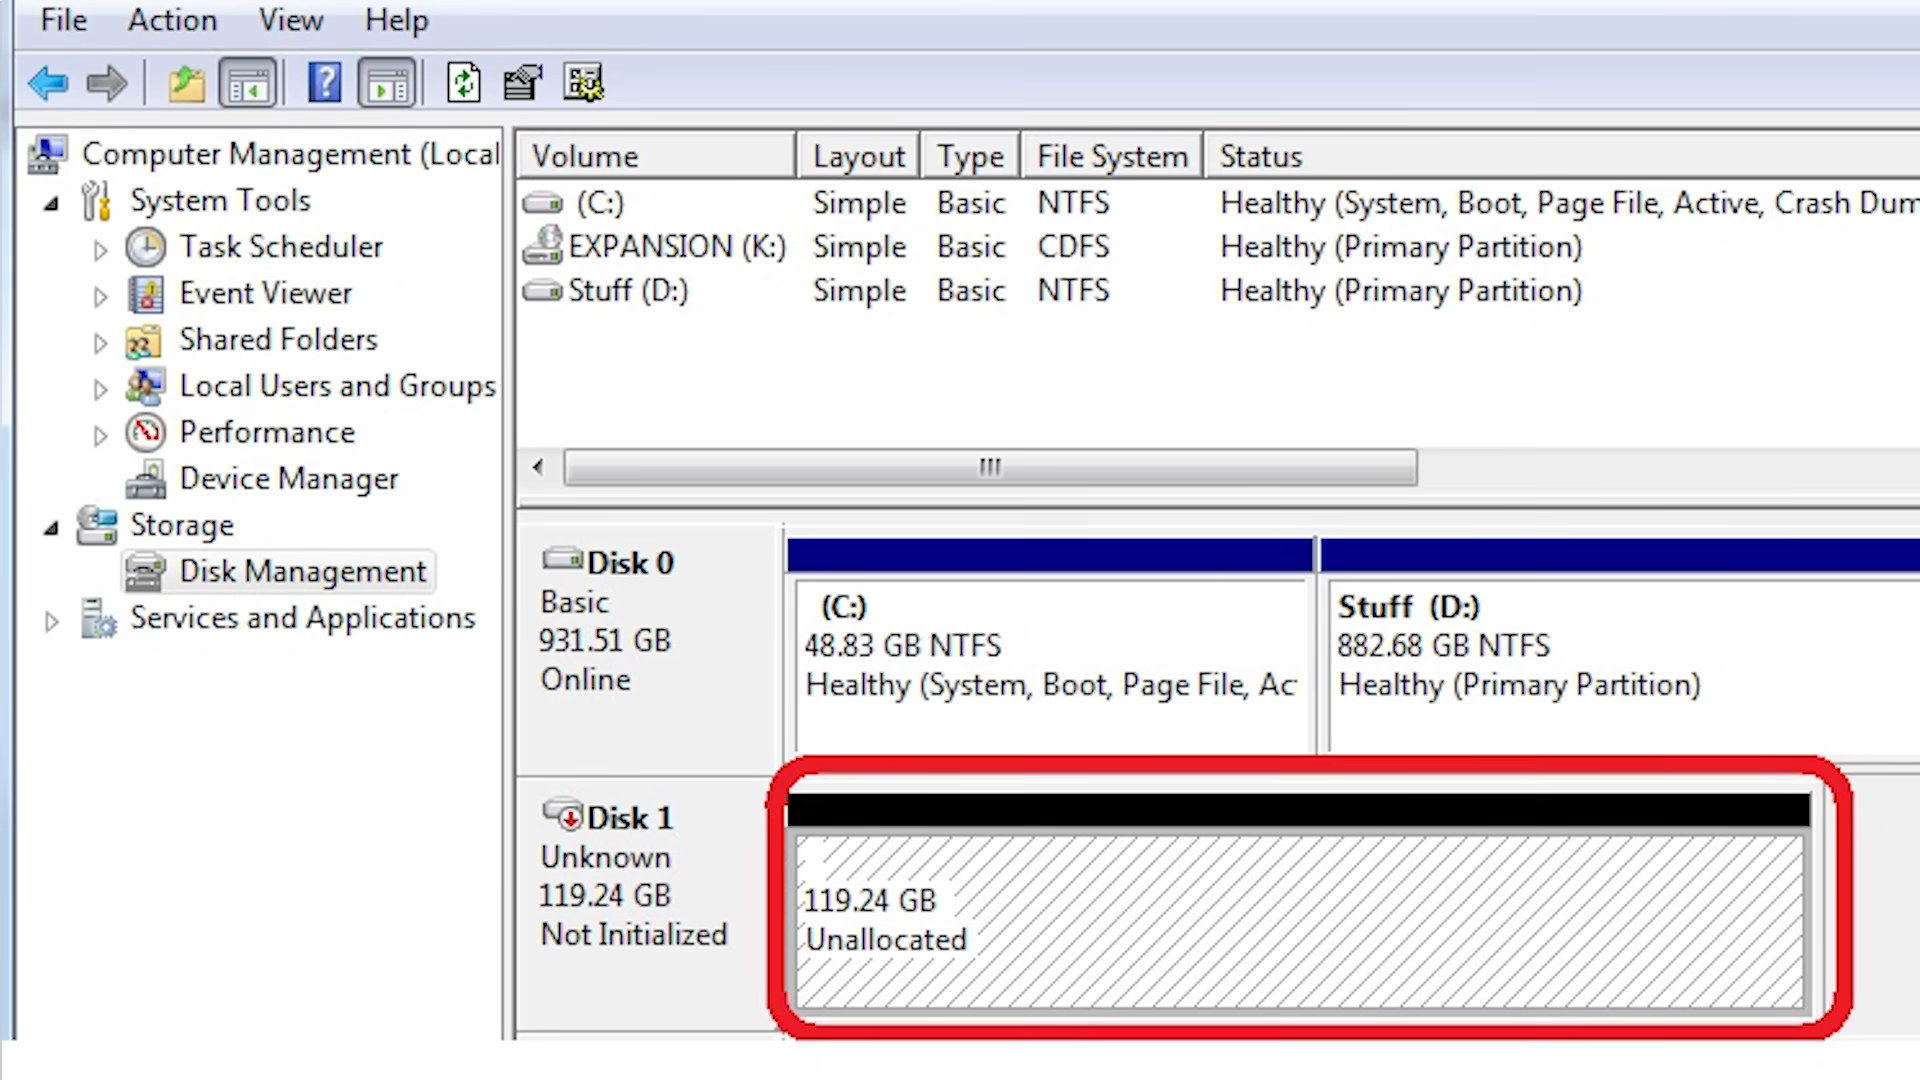 File Action View Help
Computer Management (Local
System Tools
Task Scheduler
Event Viewer
Shared Folders
Local Users and Groups
Performance
Device Manager
Storage
Disk Management
Services and Applications
Volume Layout Type File System Status
(C:) Simple Basic NTFS Healthy (System, Boot, Page File, Active, Crash Dum
EXPANSION (K:) Simple Basic CDFS Healthy (Primary Partition)
Stuff (D:) Simple Basic NTFS Healthy (Primary Partition)
Disk 0
Basic
931.51 GB
Online
(C:)
48.83 GB NTFS
Healthy (System, Boot, Page File, Ac
Stuff (D:)
882.68 GB NTFS
Healthy (Primary Partition)
Disk 1
Unknown
119.24 GB
Not Initialized
119.24 GB
Unallocated